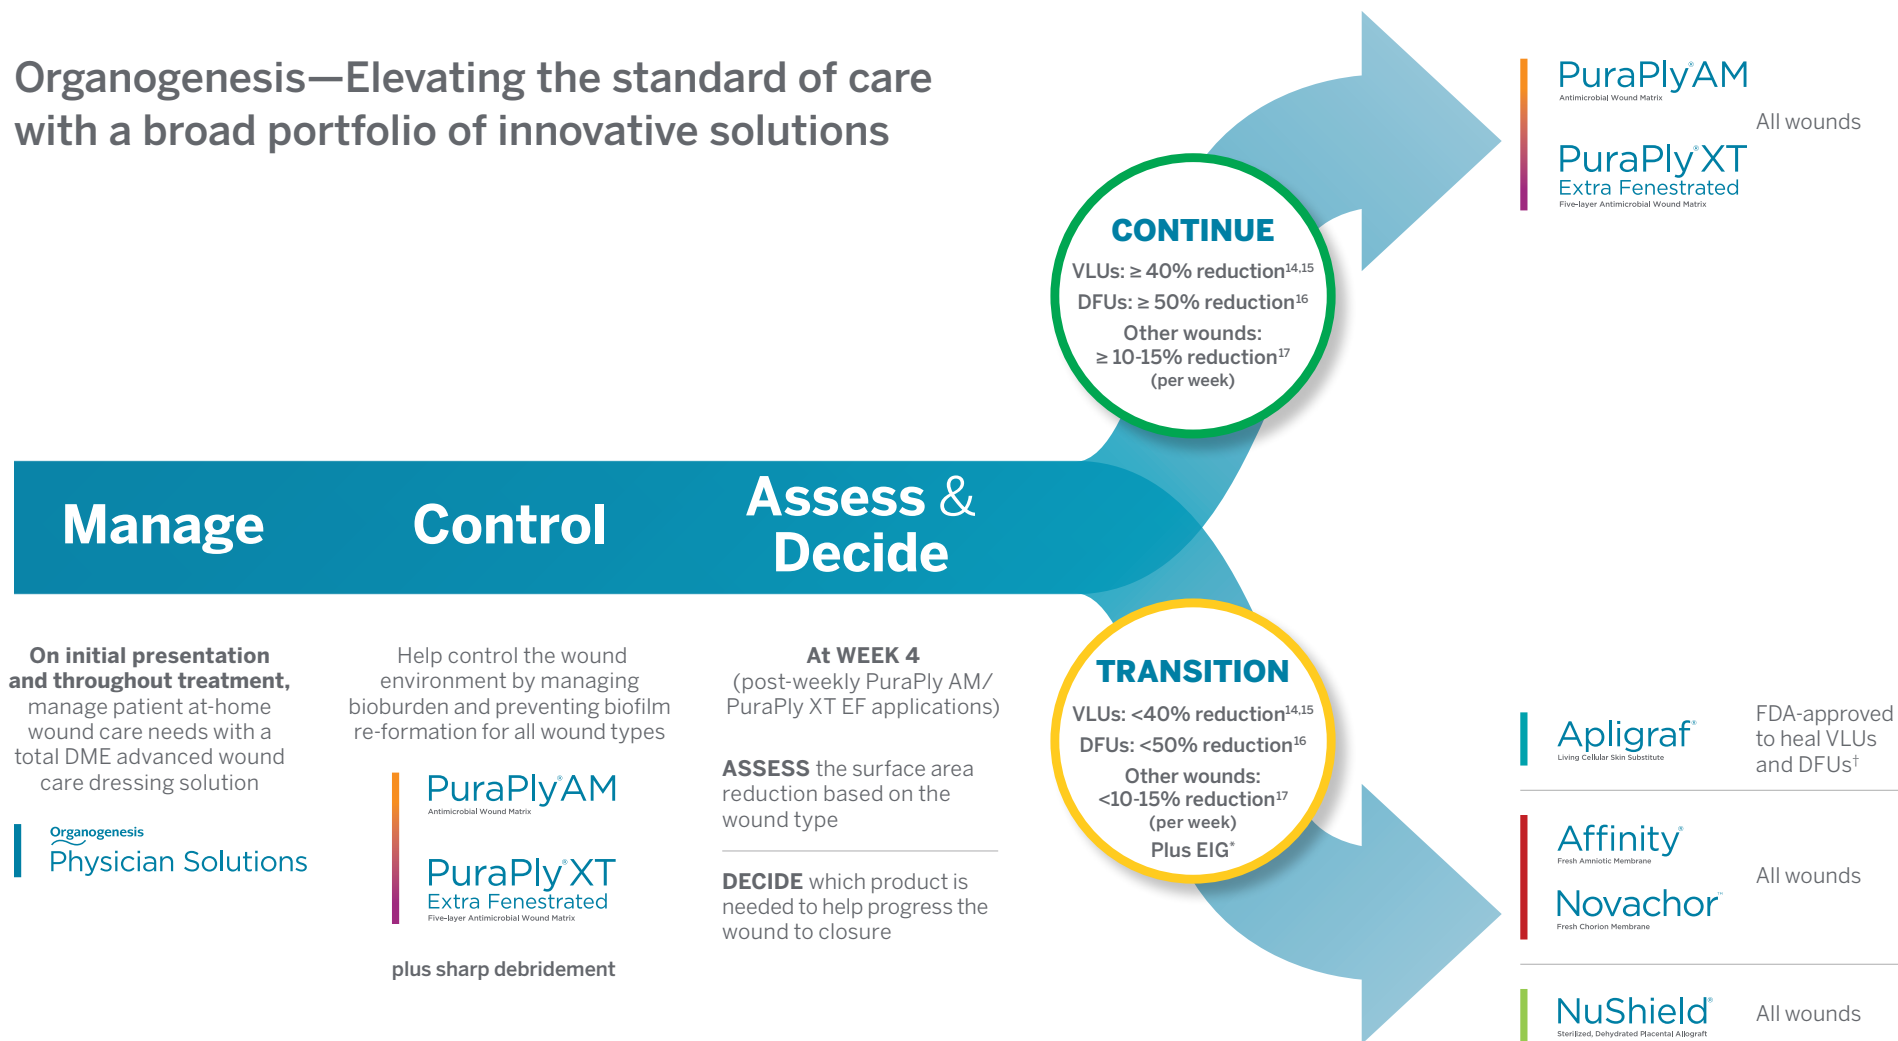 Organogenesis—Elevating the standard of care
with a broad portfolio of innovative solutions
Manage
On initial presentation
and throughout treatment,
manage patient at-home
wound care needs with a
total DME advanced wound
care dressing solution
Organogenesis
Physician Solutions
Control
Help control the wound
environment by managing
bioburden and preventing biofilm
re-formation for all wound types
PuraPly® AM
Antimicrobial Wound Matrix
PuraPly® XT
Extra Fenestrated
Five-layer Antimicrobial Wound Matrix
plus sharp debridement
Assess &
Decide
At WEEK 4
(post-weekly PuraPly AM/
PuraPly XT EF applications)
ASSESS the surface area
reduction based on the
wound type
DECIDE which product is
needed to help progress the
wound to closure
CONTINUE
VLUs: ≥ 40% reduction14,15
DFUs: ≥ 50% reduction16
Other wounds:
≥ 10-15% reduction17
(per week)
PuraPly® AM
Antimicrobial Wound Matrix
PuraPly® XT
Extra Fenestrated
Five-layer Antimicrobial Wound Matrix
All wounds
TRANSITION
VLUs: <40% reduction14,15
DFUs: <50% reduction16
Other wounds:
<10-15% reduction17
(per week)
Plus EIG*
Apligraf®
Living Cellular Skin Substitute
FDA-approved
to heal VLUs
and DFUs†
Affinity®
Fresh Amniotic Membrane
Novachor™
Fresh Chorion Membrane
All wounds
NuShield®
Sterilized, Dehydrated Placental Allograft
All wounds